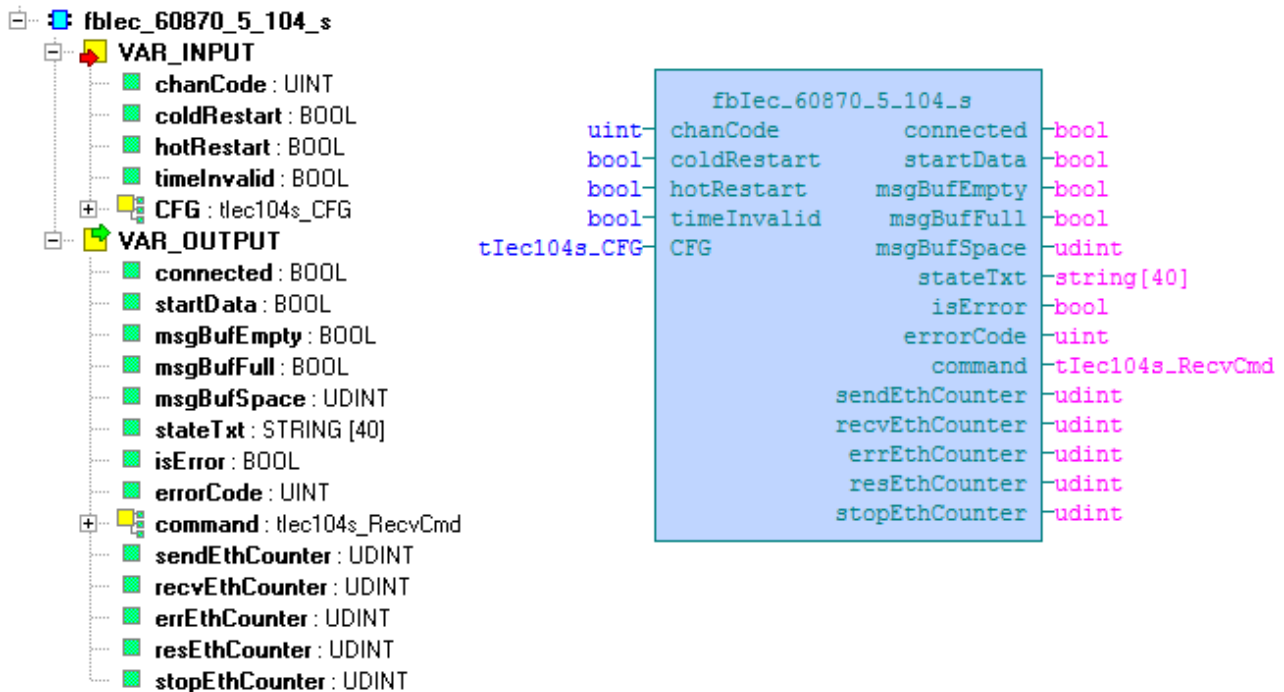 fbIec_60870_5_104_s
VAR_INPUT
chanCode : UINT
coldRestart : BOOL
hotRestart : BOOL
timeInvalid : BOOL
CFG : tIec104s_CFG
VAR_OUTPUT
connected : BOOL
startData : BOOL
msgBufEmpty : BOOL
msgBufFull : BOOL
msgBufSpace : UDINT
stateTxt : STRING [40]
isError : BOOL
errorCode : UINT
command : tIec104s_RecvCmd
sendEthCounter : UDINT
recvEthCounter : UDINT
errEthCounter : UDINT
resEthCounter : UDINT
stopEthCounter : UDINT
fbIec_60870_5_104_s
uint chanCode connected bool
bool coldRestart startData bool
bool hotRestart msgBufEmpty bool
bool timeInvalid msgBufFull bool
tIec104s_CFG CFG msgBufSpace udint
stateTxt string[40]
isError bool
errorCode uint
command tIec104s_RecvCmd
sendEthCounter udint
recvEthCounter udint
errEthCounter udint
resEthCounter udint
stopEthCounter udint